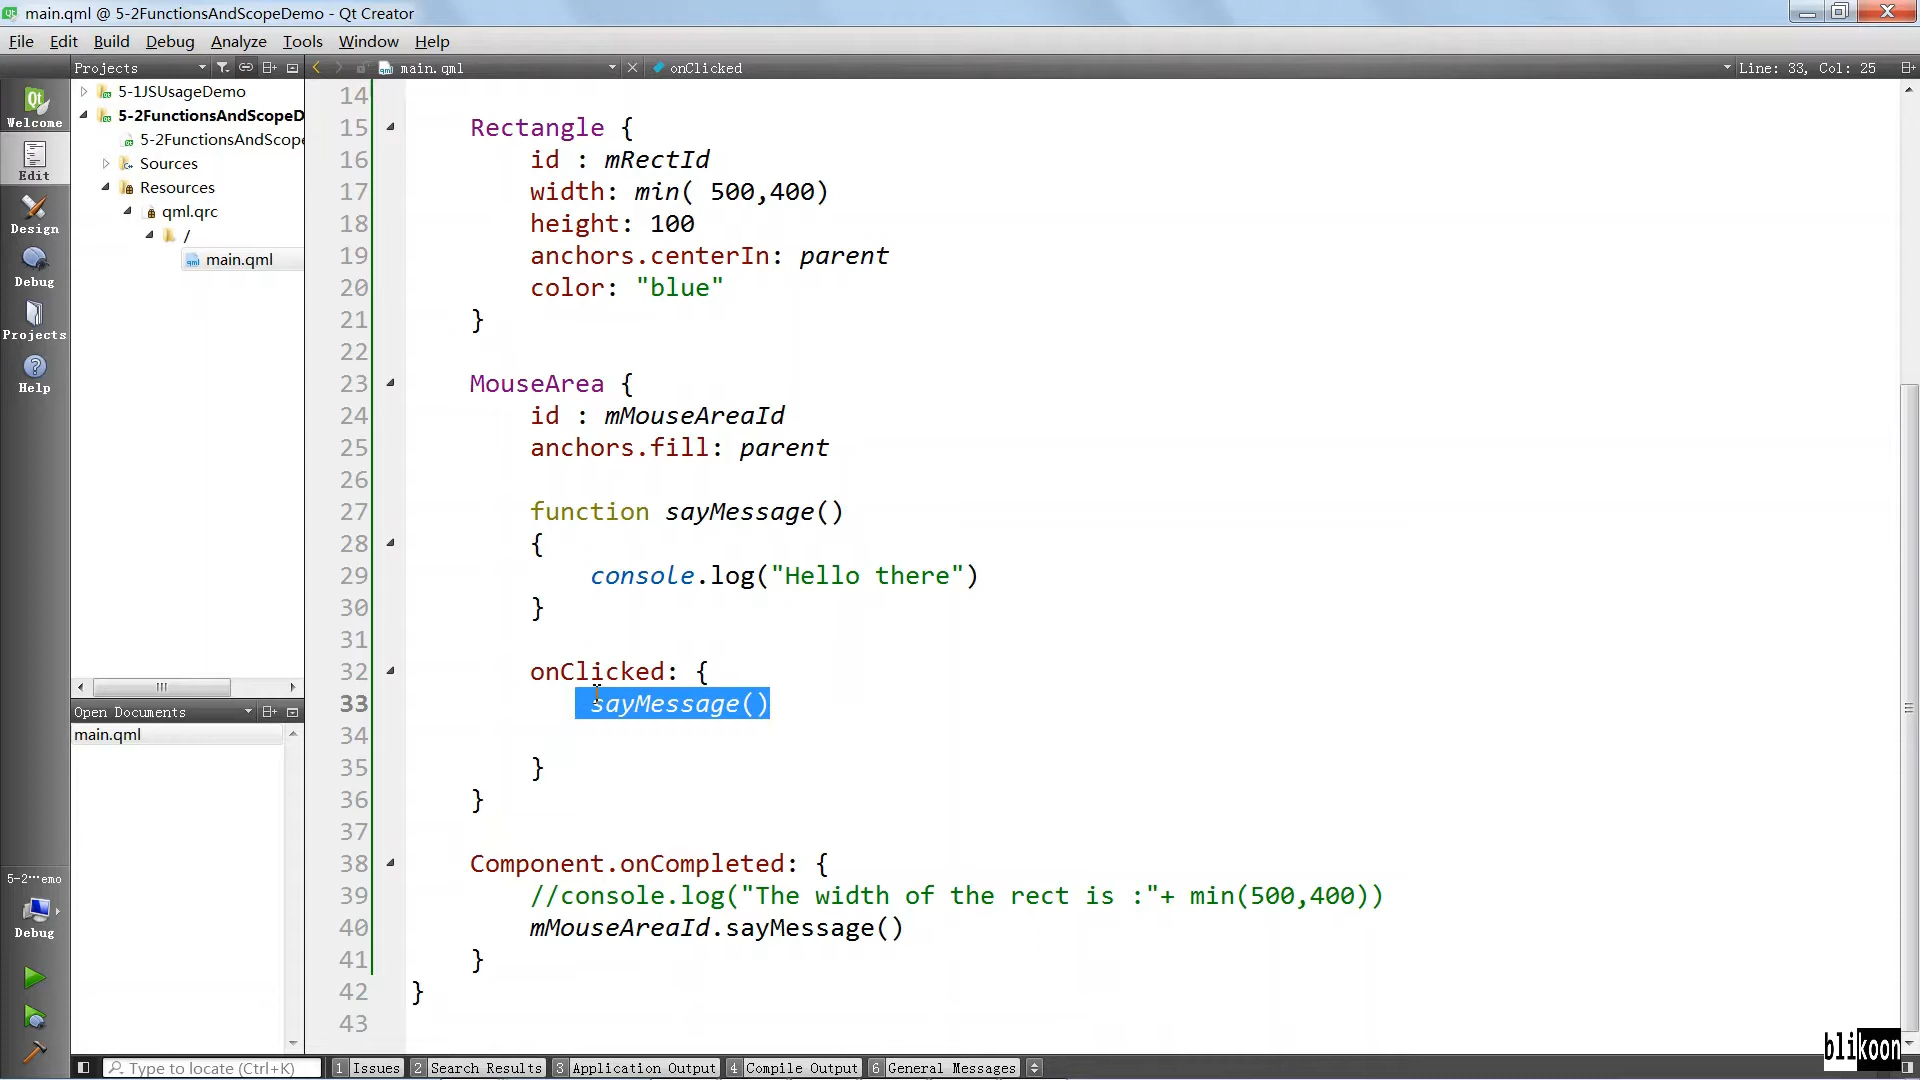 main.qml @ 5-2FunctionsAndScopeDemo - Qt Creator
File Edit Build Debug Analyze Tools Window Help
Projects main.qml onClicked Line: 33, Col: 25
Welcome
Edit
Design
Debug
Projects
Help
5-1JSUsageDemo
5-2FunctionsAndScopeD
5-2FunctionsAndScope
Sources
Resources
qml.qrc
/
main.qml
Open Documents
main.qml
5-2···emo
Debug
14
15 Rectangle {
16 id : mRectId
17 width: min( 500,400)
18 height: 100
19 anchors.centerIn: parent
20 color: "blue"
21 }
22
23 MouseArea {
24 id : mMouseAreaId
25 anchors.fill: parent
26
27 function sayMessage()
28 {
29 console.log("Hello there")
30 }
31
32 onClicked: {
33 sayMessage()
34
35 }
36 }
37
38 Component.onCompleted: {
39 //console.log("The width of the rect is :"+ min(500,400))
40 mMouseAreaId.sayMessage()
41 }
42 }
43
Type to locate (Ctrl+K) 1 Issues 2 Search Results 3 Application Output 4 Compile Output 6 General Messages
blikoon